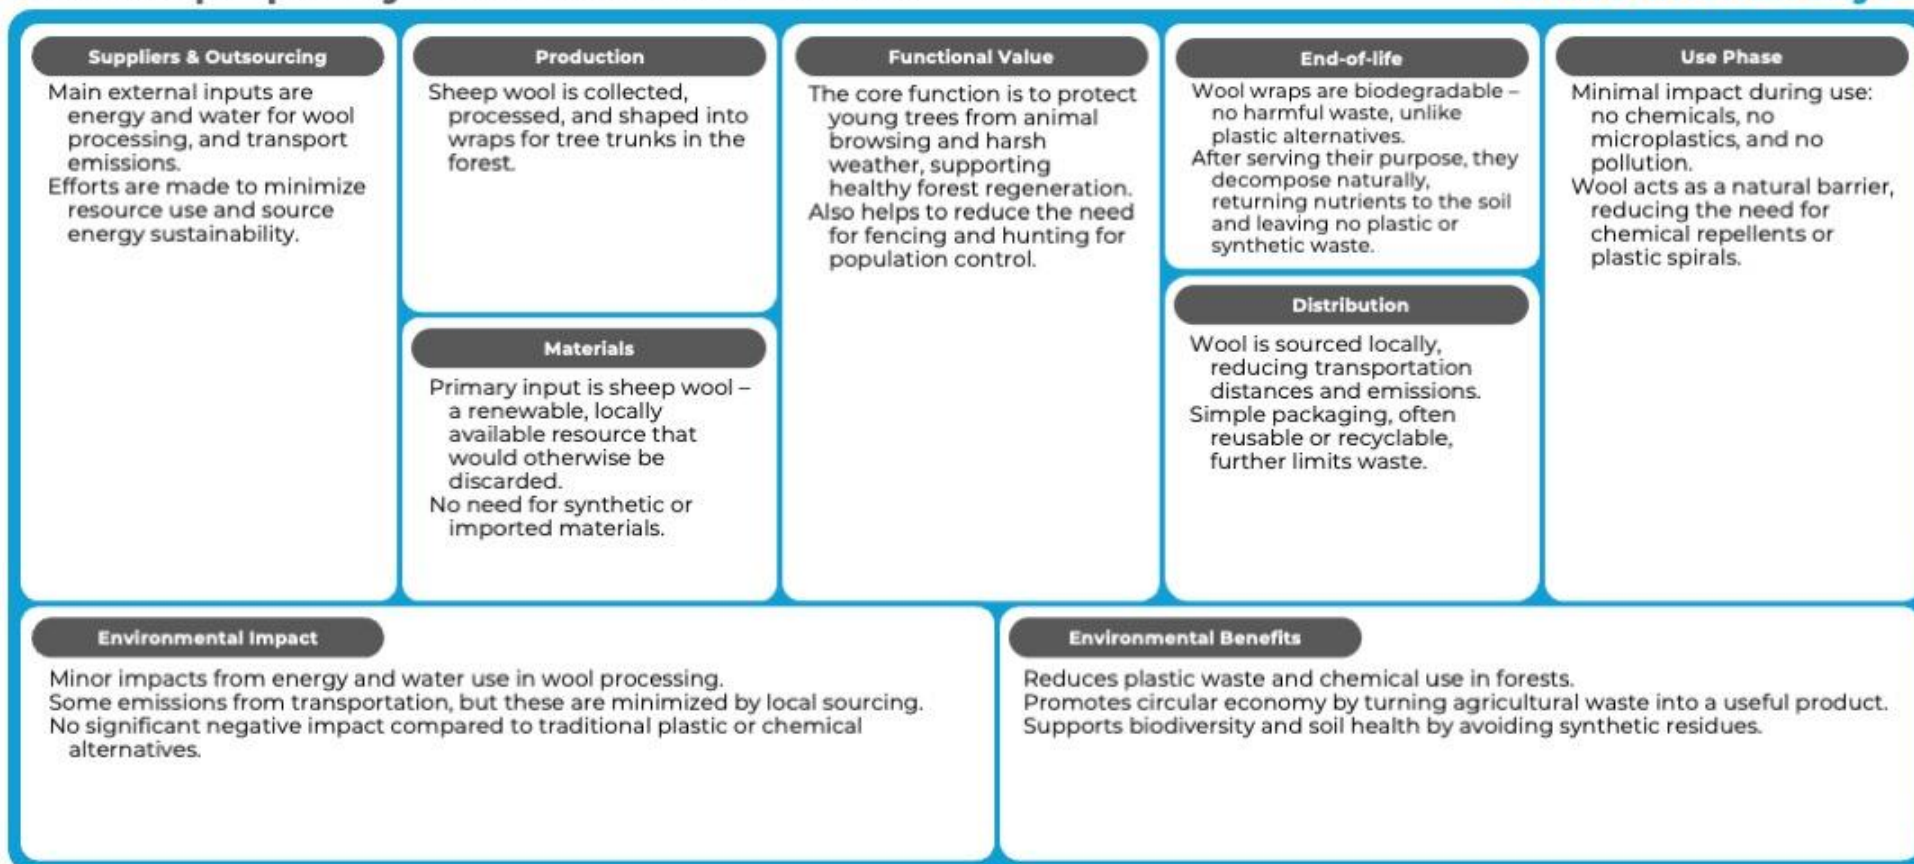 Suppliers & Outsourcing
Main external inputs are
energy and water for wool
processing, and transport
emissions.
Efforts are made to minimize
resource use and source
energy sustainability.
Production
Sheep wool is collected,
processed, and shaped into
wraps for tree trunks in the
forest.
Materials
Primary input is sheep wool –
a renewable, locally
available resource that
would otherwise be
discarded.
No need for synthetic or
imported materials.
Functional Value
The core function is to protect
young trees from animal
browsing and harsh
weather, supporting
healthy forest regeneration.
Also helps to reduce the need
for fencing and hunting for
population control.
End-of-life
Wool wraps are biodegradable –
no harmful waste, unlike
plastic alternatives.
After serving their purpose, they
decompose naturally,
returning nutrients to the soil
and leaving no plastic or
synthetic waste.
Distribution
Wool is sourced locally,
reducing transportation
distances and emissions.
Simple packaging, often
reusable or recyclable,
further limits waste.
Use Phase
Minimal impact during use:
no chemicals, no
microplastics, and no
pollution.
Wool acts as a natural barrier,
reducing the need for
chemical repellents or
plastic spirals.
Environmental Impact
Minor impacts from energy and water use in wool processing.
Some emissions from transportation, but these are minimized by local sourcing.
No significant negative impact compared to traditional plastic or chemical
alternatives.
Environmental Benefits
Reduces plastic waste and chemical use in forests.
Promotes circular economy by turning agricultural waste into a useful product.
Supports biodiversity and soil health by avoiding synthetic residues.